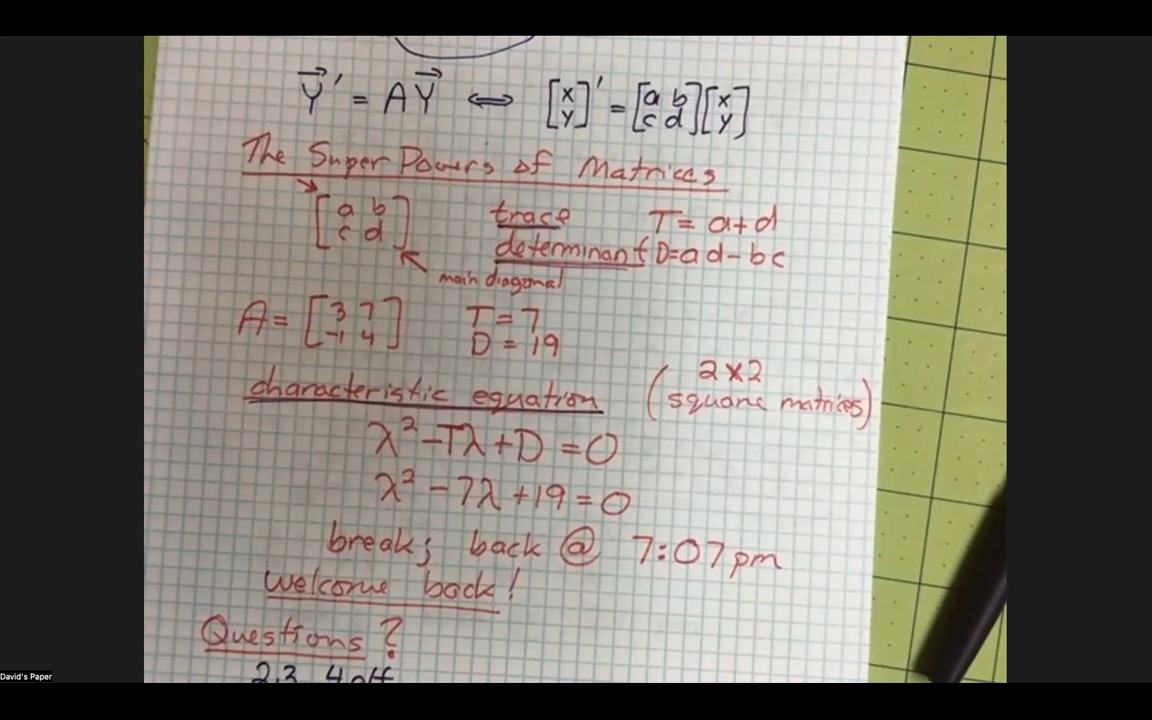 Y⃗' = AY⃗ ⟺ [x y]' = [a b c d][x y]
The Super Powers of Matrices
[a b c d] trace T = a+d
determinant D=ad-bc
main diagonal
A = [3 7 -1 4] T = 7
D = 19
characteristic equation (2×2 square matrices)
λ²-Tλ+D=0
λ²-7λ+19=0
break; back @ 7:07pm
welcome back!
Questions?
2.3
David's Paper